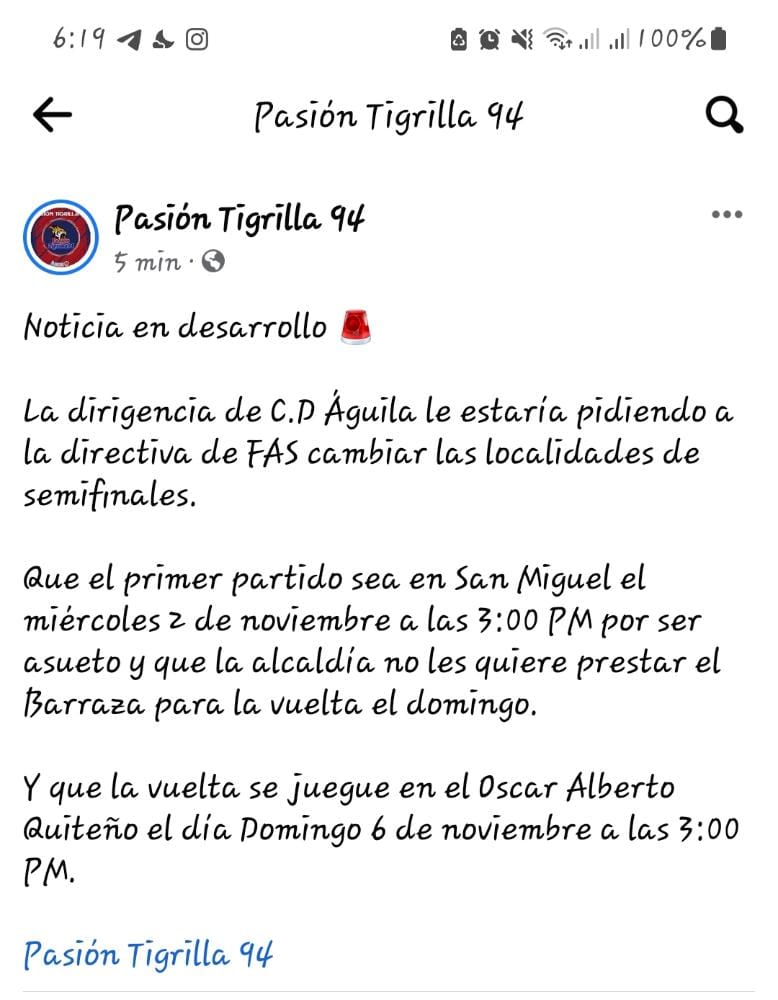 6:19
100%
Pasión Tigrilla 94
Pasión Tigrilla 94
5 min ·
Noticia en desarrollo
La dirigencia de C.D Águila le estaría pidiendo a
la directiva de FAS cambiar las localidades de
semifinales.
Que el primer partido sea en San Miguel el
miércoles 2 de noviembre a las 3:00 PM por ser
asueto y que la alcaldía no les quiere prestar el
Barraza para la vuelta el domingo.
Y que la vuelta se juegue en el Oscar Alberto
Quiteño el día Domingo 6 de noviembre a las 3:00
PM.
Pasión Tigrilla 94